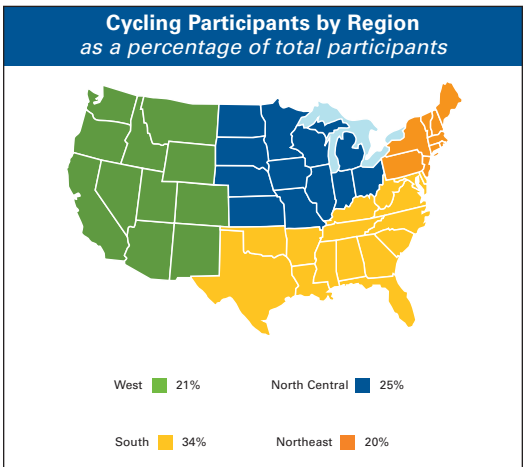 Cycling Participants by Region
as a percentage of total participants
West 21%
North Central 25%
South 34%
Northeast 20%